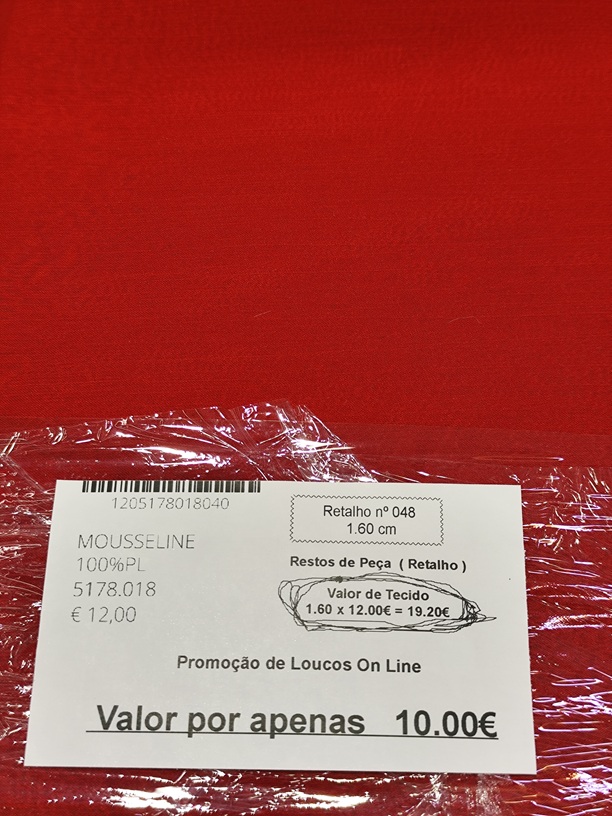 1205178018040
MOUSSELINE
100%PL
5178.018
€ 12,00
Retalho nº 048
1.60 cm
Restos de Peça ( Retalho )
Valor de Tecido
1.60 x 12.00€ = 19.20€
Promoção de Loucos On Line
Valor por apenas 10.00€